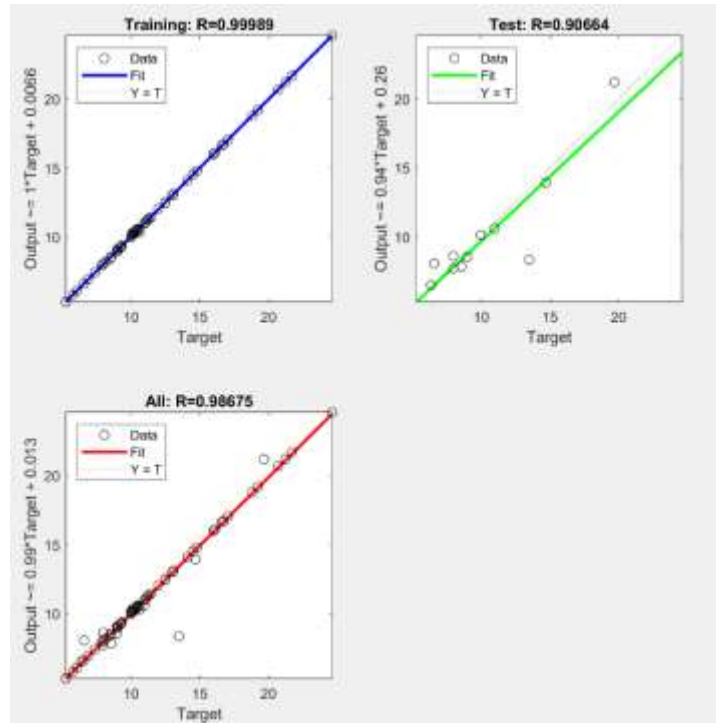 Training: R=0.99989
Output ~= 1*Target + 0.0066
Data
Fit
Y = T
20
15
10
10 15 20
Target
Test: R=0.90664
Output ~= 0.94*Target + 0.26
Data
Fit
Y = T
20
15
10
10 15 20
Target
All: R=0.98675
Output ~= 0.99*Target + 0.013
Data
Fit
Y = T
20
15
10
10 15 20
Target